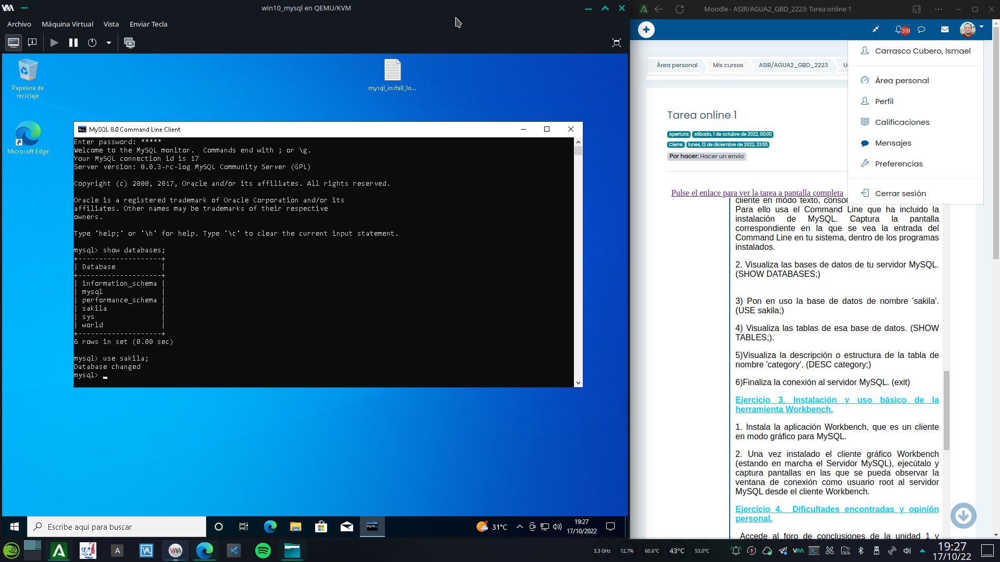 win10_mysql en QEMU/KVM
Archivo Máquina Virtual Vista Enviar Tecla
Papelera de
reciclaje
mysql_install_lo...
Microsoft Edge
MySQL 8.0 Command Line Client
Enter password: *****
Welcome to the MySQL monitor.  Commands end with ; or \g.
Your MySQL connection id is 17
Server version: 8.0.3-rc-log MySQL Community Server (GPL)
Copyright (c) 2000, 2017, Oracle and/or its affiliates. All rights reserved.
Oracle is a registered trademark of Oracle Corporation and/or its
affiliates. Other names may be trademarks of their respective
owners.
Type 'help;' or '\h' for help. Type '\c' to clear the current input statement.
mysql> show databases;
+--------------------+
| Database           |
+--------------------+
| information_schema |
| mysql              |
| performance_schema |
| sakila             |
| sys                |
| world              |
+--------------------+
6 rows in set (0.00 sec)
mysql> use sakila;
Database changed
mysql>
Escribe aquí para buscar
31°C
19:27
17/10/2022
Moodle - ASIR/AGUA2_GBD_2223: Tarea online 1
391
Carrasco Cubero, Ismael
Área personal
Perfil
Calificaciones
Mensajes
Preferencias
Cerrar sesión
Área personal Mis cursos ASIR/AGUA2_GBD_2223
Tarea online 1
Apertura: sábado, 1 de octubre de 2022, 00:00
Cierre: lunes, 12 de diciembre de 2022, 23:55
Por hacer: Hacer un envío
Pulse el enlace para ver la tarea a pantalla completa
cliente en modo texto, consol
Para ello usa el Command Line que ha incluido la
instalación de MySQL. Captura la pantalla
correspondiente en la que se vea la entrada del
Command Line en tu sistema, dentro de los programas
instalados.
2. Visualiza las bases de datos de tu servidor MySQL.
(SHOW DATABASES;)
3) Pon en uso la base de datos de nombre 'sakila'.
(USE sakila;)
4) Visualiza las tablas de esa base de datos. (SHOW
TABLES;).
5)Visualiza la descripción o estructura de la tabla de
nombre 'category'. (DESC category;)
6)Finaliza la conexión al servidor MySQL. (exit)
Ejercicio 3. Instalación y uso básico de la
herramienta Workbench.
1. Instala la aplicación Workbench, que es un cliente
en modo gráfico para MySQL.
2. Una vez instalado el cliente gráfico Workbench
(estando en marcha el Servidor MySQL), ejecútalo y
captura pantallas en las que se pueda observar la
ventana de conexión como usuario root al servidor
MySQL desde el cliente Workbench.
Ejercicio 4. Dificultades encontradas y opinión
personal.
Accede al foro de conclusiones de la unidad 1 y
3,3 GHz 12,7% 60,6°C 43°C 53,0°C
96%
19:27
17/10/22